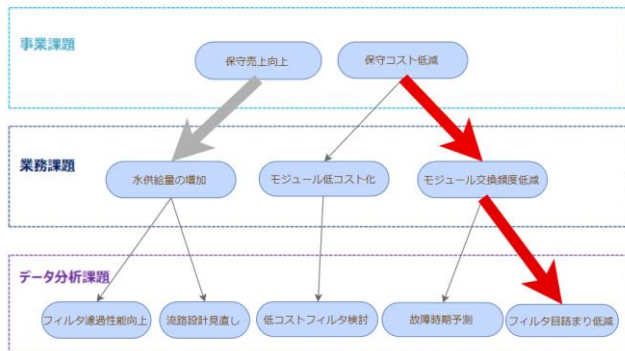 事業課題
保守売上向上
保守コスト低減
業務課題
水供給量の増加
モジュール低コスト化
モジュール交換頻度低減
データ分析課題
フィルタ濾過性能向上
流路設計見直し
低コストフィルタ検討
故障時期予測
フィルタ目詰まり低減